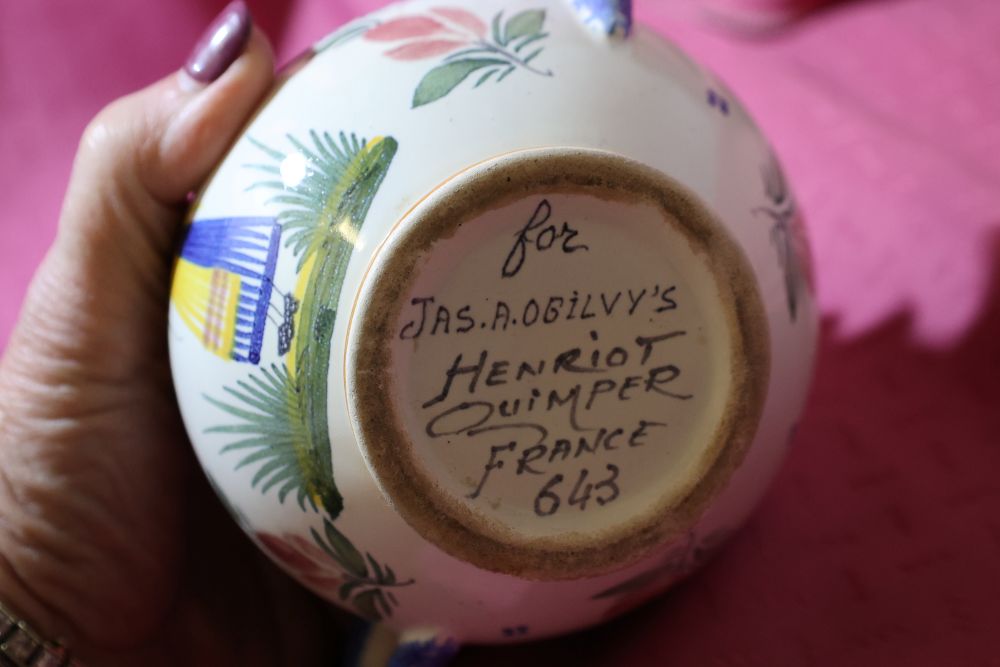 for
JAS.A.OGILVY'S
HENRIOT
QUIMPER
FRANCE
643